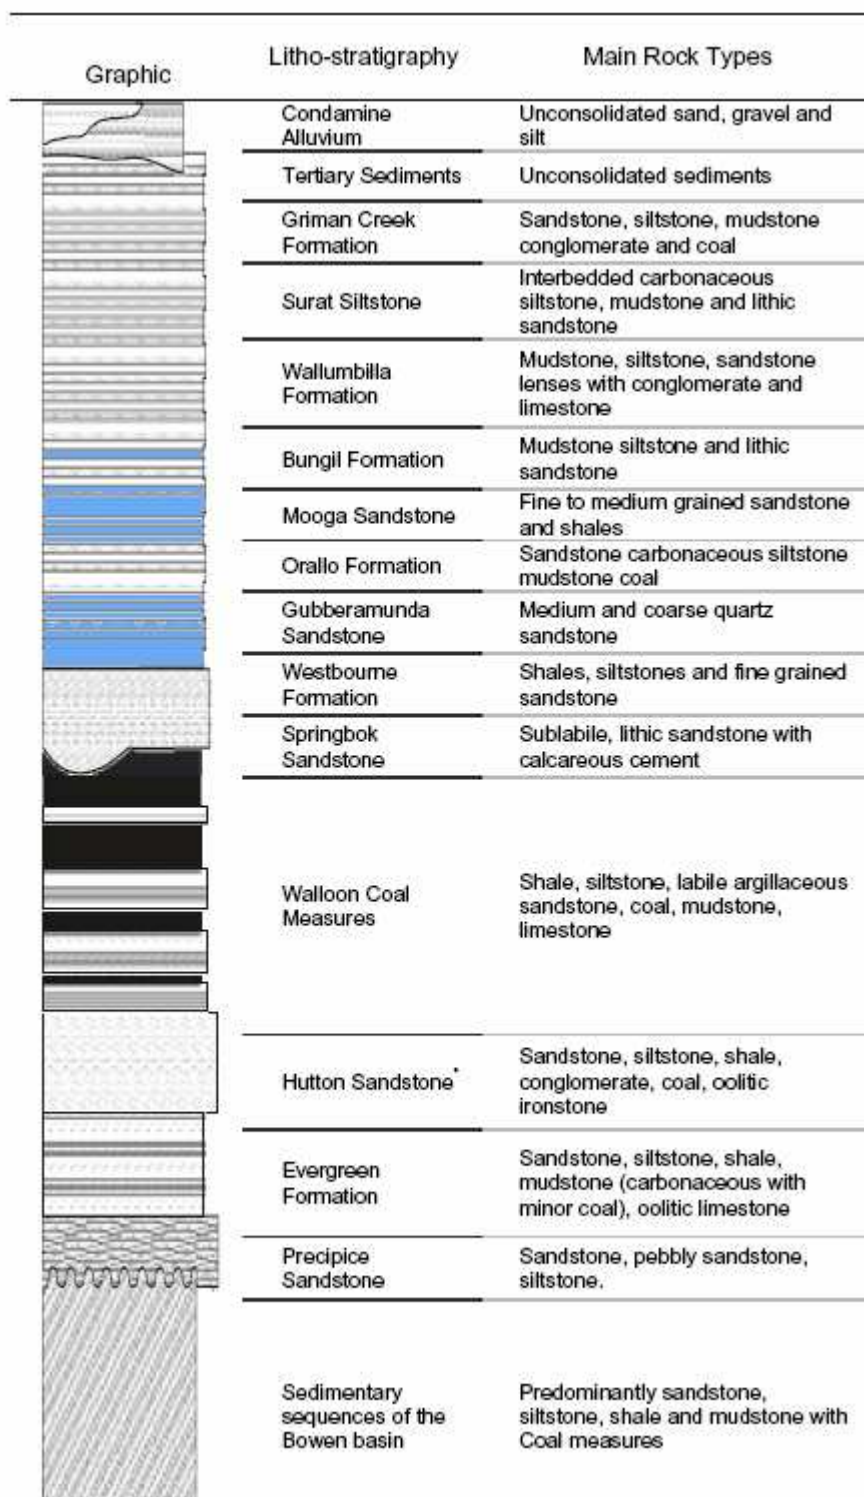 Graphic
Litho-stratigraphy
Main Rock Types
Condamine
Alluvium
Unconsolidated sand, gravel and
silt
Tertiary Sediments
Unconsolidated sediments
Griman Creek
Formation
Sandstone, siltstone, mudstone
conglomerate and coal
Surat Siltstone
Interbedded carbonaceous
siltstone, mudstone and lithic
sandstone
Wallumbilla
Formation
Mudstone, siltstone, sandstone
lenses with conglomerate and
limestone
Bungil Formation
Mudstone siltstone and lithic
sandstone
Mooga Sandstone
Fine to medium grained sandstone
and shales
Orallo Formation
Sandstone carbonaceous siltstone
mudstone coal
Gubberamunda
Sandstone
Medium and coarse quartz
sandstone
Westbourne
Formation
Shales, siltstones and fine grained
sandstone
Springbok
Sandstone
Sublabile, lithic sandstone with
calcareous cement
Walloon Coal
Measures
Shale, siltstone, labile argillaceous
sandstone, coal, mudstone,
limestone
Hutton Sandstone*
Sandstone, siltstone, shale,
conglomerate, coal, oolitic
ironstone
Evergreen
Formation
Sandstone, siltstone, shale,
mudstone (carbonaceous with
minor coal), oolitic limestone
Precipice
Sandstone
Sandstone, pebbly sandstone,
siltstone.
Sedimentary
sequences of the
Bowen basin
Predominantly sandstone,
siltstone, shale and mudstone with
Coal measures